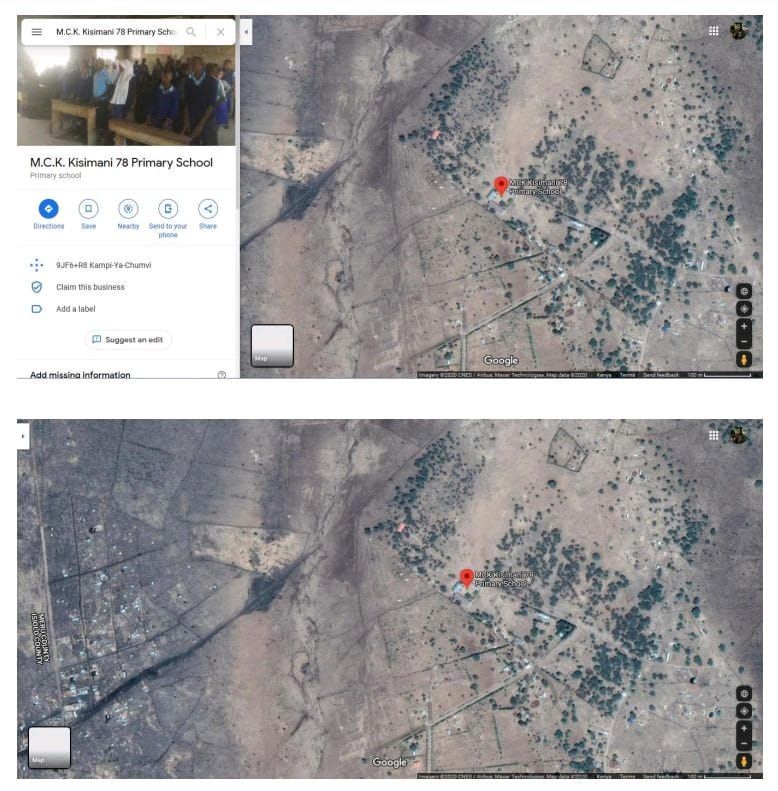 M.C.K. Kisimani 78 Primary Scho
M.C.K. Kisimani 78 Primary School
Primary school
Directions
Save
Nearby
Send to your
phone
Share
9JF6+R8 Kampi-Ya-Chumvi
Claim this business
Add a label
Suggest an edit
Add missing information
MCK Kisimani 78
Primary School
Map
Google
Imagery ©2020 CNES / Airbus, Maxar Technologies, Map data ©2020 Kenya Terms Send feedback 100 m
MERU COUNTY
ISIOLO COUNTY
MCK Kisimani 78
Primary School
Map
Google
Imagery ©2020 CNES / Airbus, Maxar Technologies, Map data ©2020 Kenya Terms Send feedback 100 m